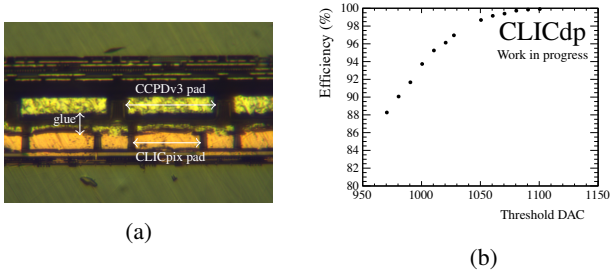 CCPDv3 pad
glue
CLICpix pad
(a)
Efficiency (%)
100
98
96
94
92
90
88
86
84
82
80
CLICdp
Work in progress
950
1000
1050
1100
1150
Threshold DAC
(b)